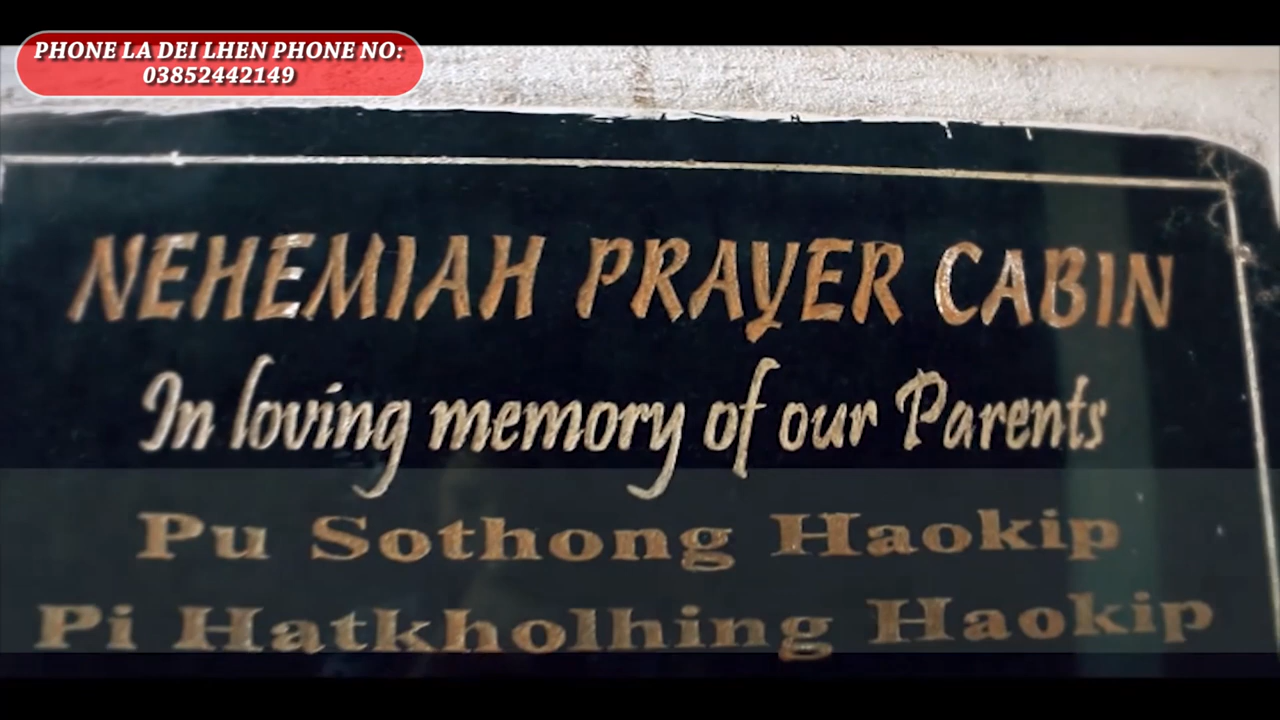 PHONE LA DEI LHEN PHONE NO:
03852442149
NEHEMIAH PRAYER CABIN
In loving memory of our Parents
Pu Sothong Haokip
Pi Hatkholhing Haokip